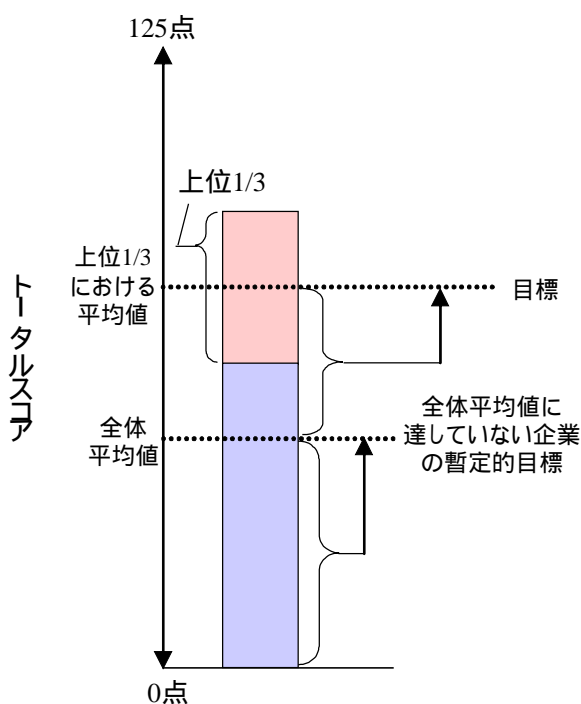 125点
上位1/3
上位1/3
における
平均値
目標
トータルスコア
全体
平均値
全体平均値に
達していない企業
の暫定的目標
0点